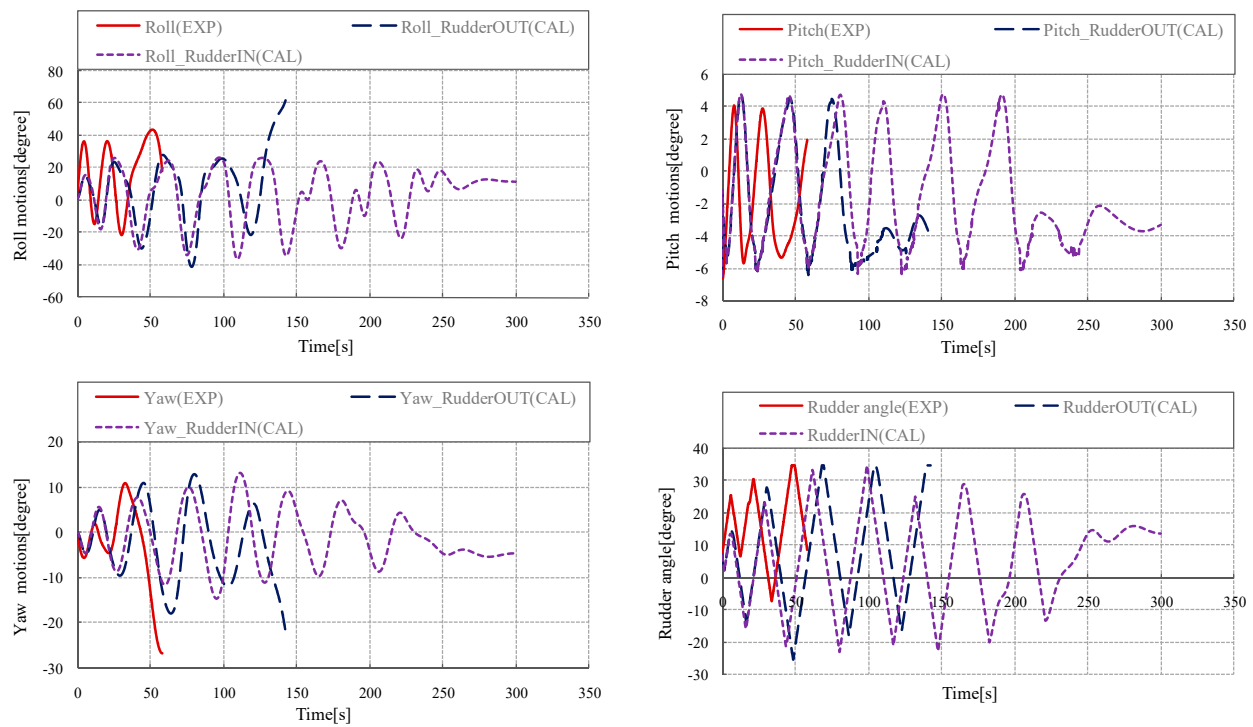 Roll(EXP) Roll_RudderOUT(CAL)
Roll_RudderIN(CAL)
80
60
40
20
0
-20
-40
-60
0 50 100 150 200 250 300 350
Roll motions[degree]
Time[s]
Pitch(EXP) Pitch_RudderOUT(CAL)
Pitch_RudderIN(CAL)
6
4
2
0
-2
-4
-6
-8
0 50 100 150 200 250 300 350
Pitch motions[degree]
Time[s]
Yaw(EXP) Yaw_RudderOUT(CAL)
Yaw_RudderIN(CAL)
20
10
0
-10
-20
-30
0 50 100 150 200 250 300 350
Yaw motions[degree]
Time[s]
Rudder angle(EXP) RudderOUT(CAL)
RudderIN(CAL)
40
30
20
10
0
-10
-20
-30
0 50 100 150 200 250 300 350
Rudder angle[degree]
Time[s]